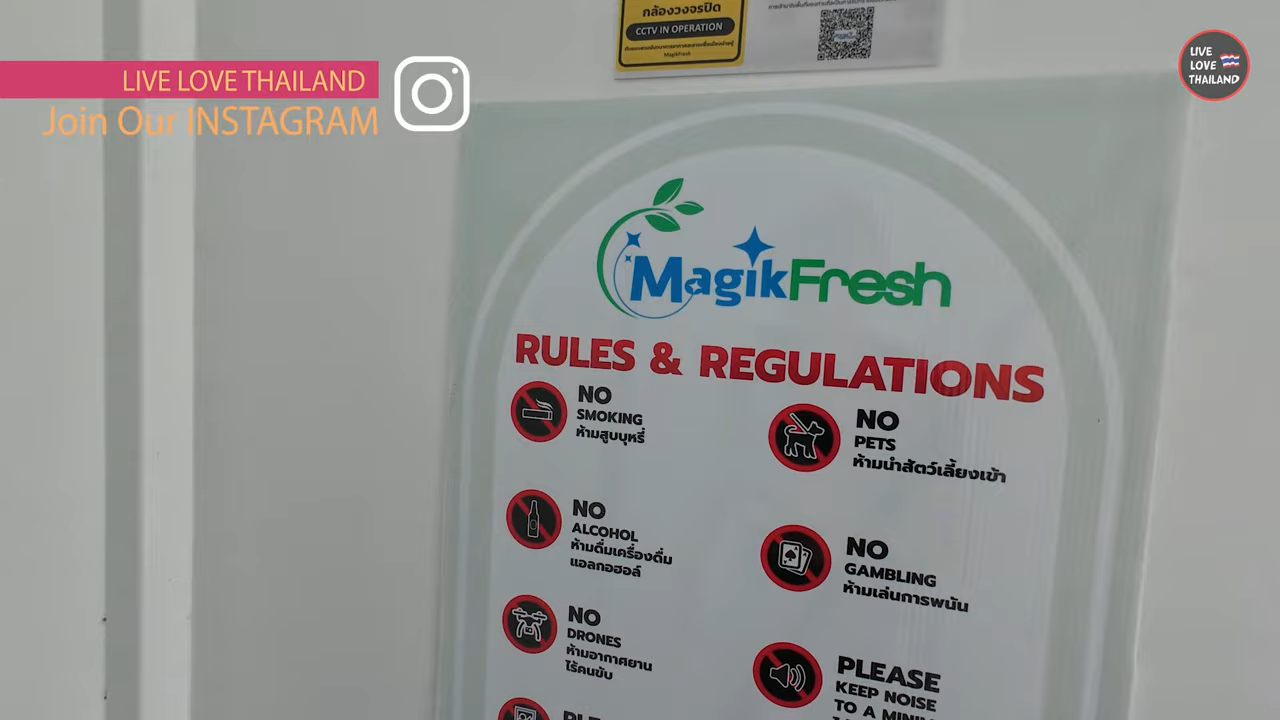 กล้องวงจรปิด
CCTV IN OPERATION
MagikFresh
LIVE LOVE THAILAND
Join Our INSTAGRAM
LIVE
LOVE
THAILAND
MagikFresh
RULES & REGULATIONS
NO
SMOKING
ห้ามสูบบุหรี่
NO
PETS
ห้ามนำสัตว์เลี้ยงเข้า
NO
ALCOHOL
ห้ามดื่มเครื่องดื่ม
แอลกอฮอล์
NO
GAMBLING
ห้ามเล่นการพนัน
NO
DRONES
ห้ามอากาศยาน
ไร้คนขับ
PLEASE
KEEP NOISE
TO A MINIM